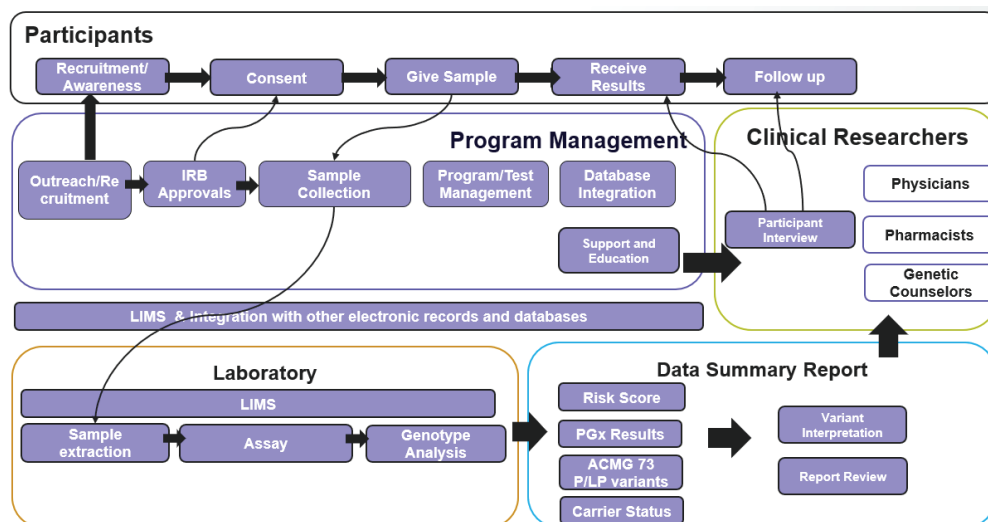 Participants
Recruitment/
Awareness
Consent
Give Sample
Receive
Results
Follow up
Program Management
Outreach/Re
cruitment
IRB
Approvals
Sample
Collection
Program/Test
Management
Database
Integration
Support and
Education
Clinical Researchers
Physicians
Participant
Interview
Pharmacists
Genetic
Counselors
LIMS & Integration with other electronic records and databases
Laboratory
LIMS
Sample
extraction
Assay
Genotype
Analysis
Data Summary Report
Risk Score
PGx Results
ACMG 73
P/LP variants
Carrier Status
Variant
Interpretation
Report Review